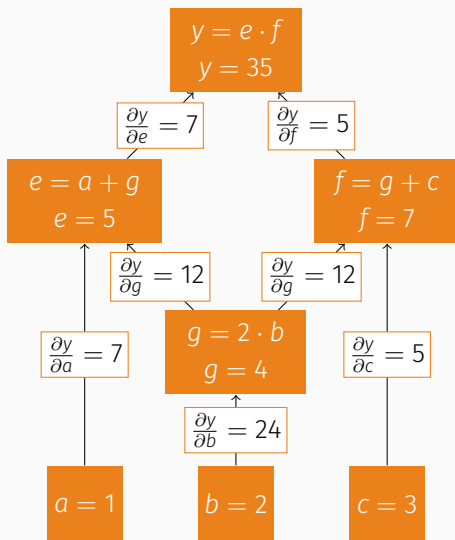 y = e · f
y = 35
∂y/∂e = 7
∂y/∂f = 5
e = a + g
e = 5
f = g + c
f = 7
∂y/∂g = 12
∂y/∂g = 12
g = 2 · b
g = 4
∂y/∂a = 7
∂y/∂c = 5
∂y/∂b = 24
a = 1
b = 2
c = 3